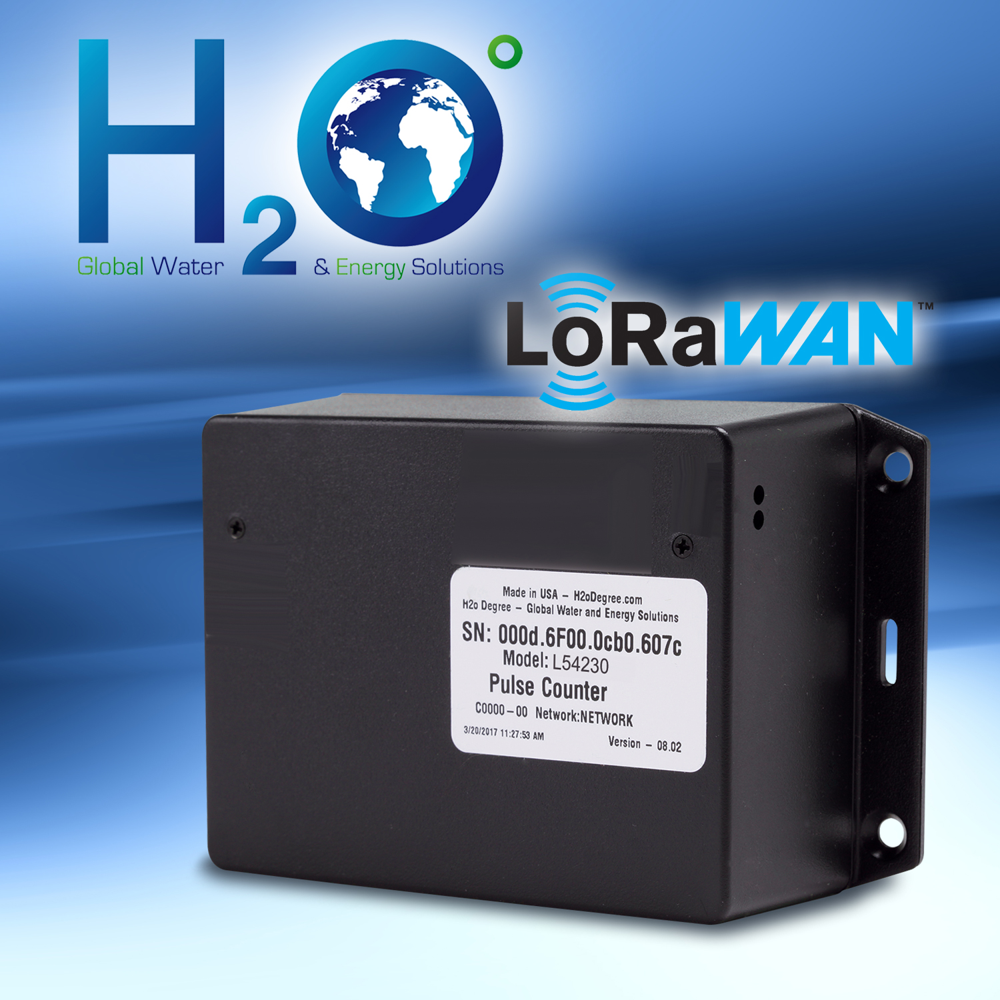 H2O°
Global Water & Energy Solutions
LoRaWAN™
Made in USA – H2oDegree.com
H2o Degree – Global Water and Energy Solutions
SN: 000d.6F00.0cb0.607c
Model: L54230
Pulse Counter
C0000–00 Network:NETWORK
3/20/2017 11:27:53 AM Version – 08.02